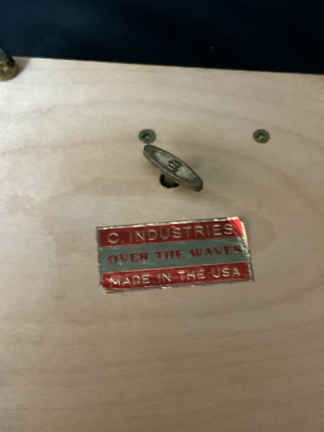 C. INDUSTRIES
OVER THE WAVES
MADE IN THE USA